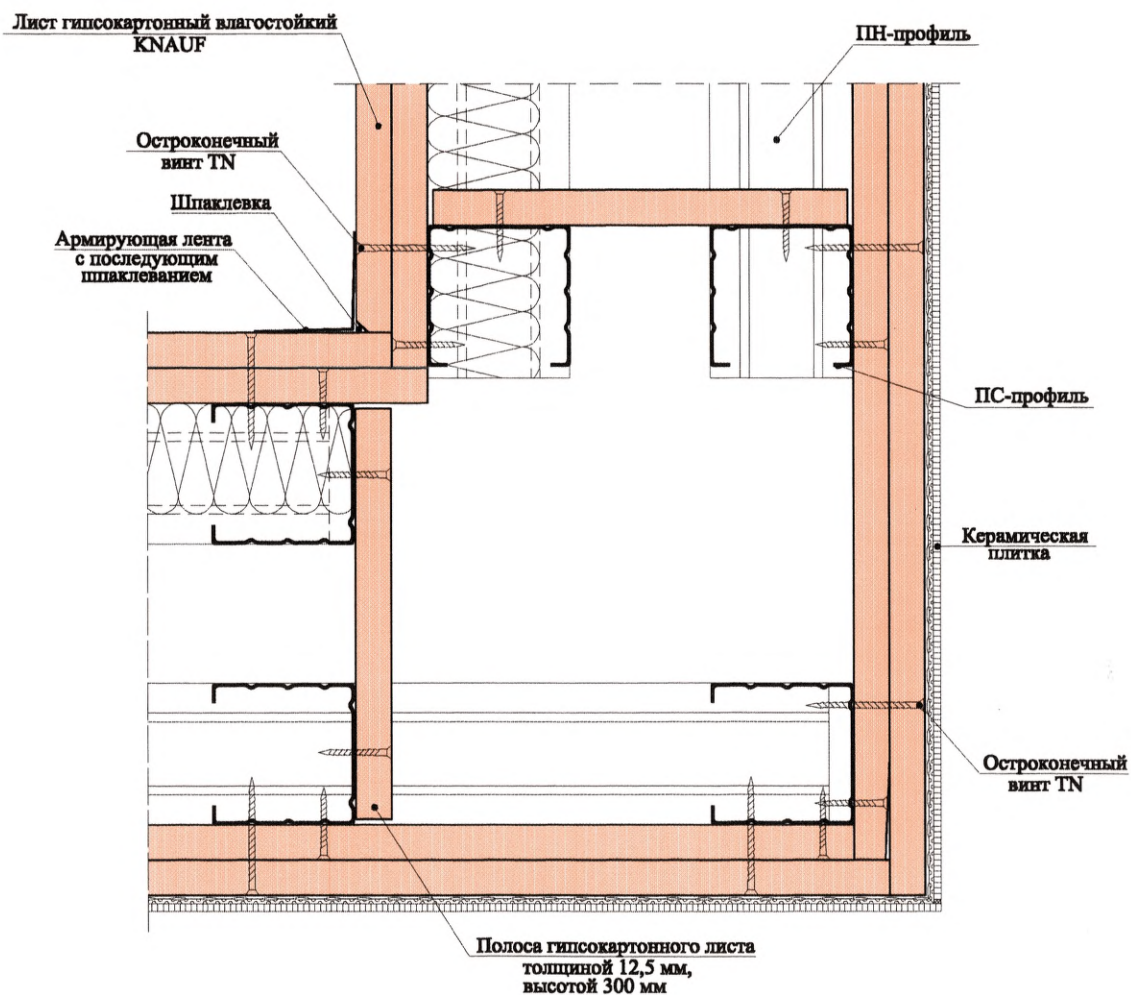 Лист гипсокартонный влагостойкий
KNAUF
ПН-профиль
Остроконечный
винт TN
Шпаклевка
Армирующая лента
с последующим
шпаклеванием
ПС-профиль
Керамическая
плитка
Остроконечный
винт TN
Полоса гипсокартонного листа
толщиной 12,5 мм,
высотой 300 мм